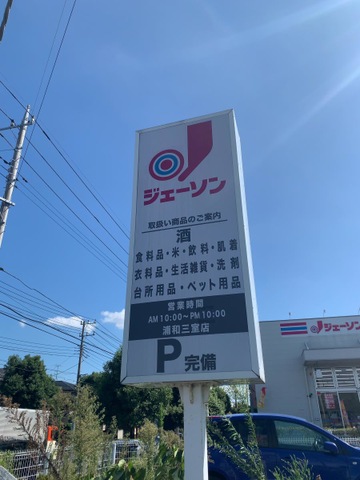 ジェーソン
取扱い商品のご案内
酒
食料品・米・飲料・肌着
衣料品・生活雑貨・洗剤
台所用品・ペット用品
営業時間
AM10:00〜PM10:00
浦和三室店
P完備
ジェーソン